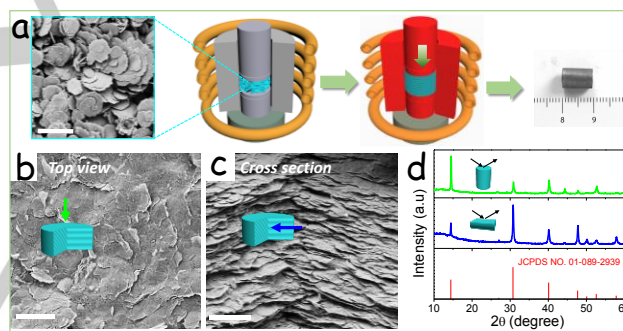 a
8 9
b
Top view
c
Cross section
d
Intensity (a.u)
JCPDS NO. 01-089-2939
10 20 30 40 50 60
2θ (degree)